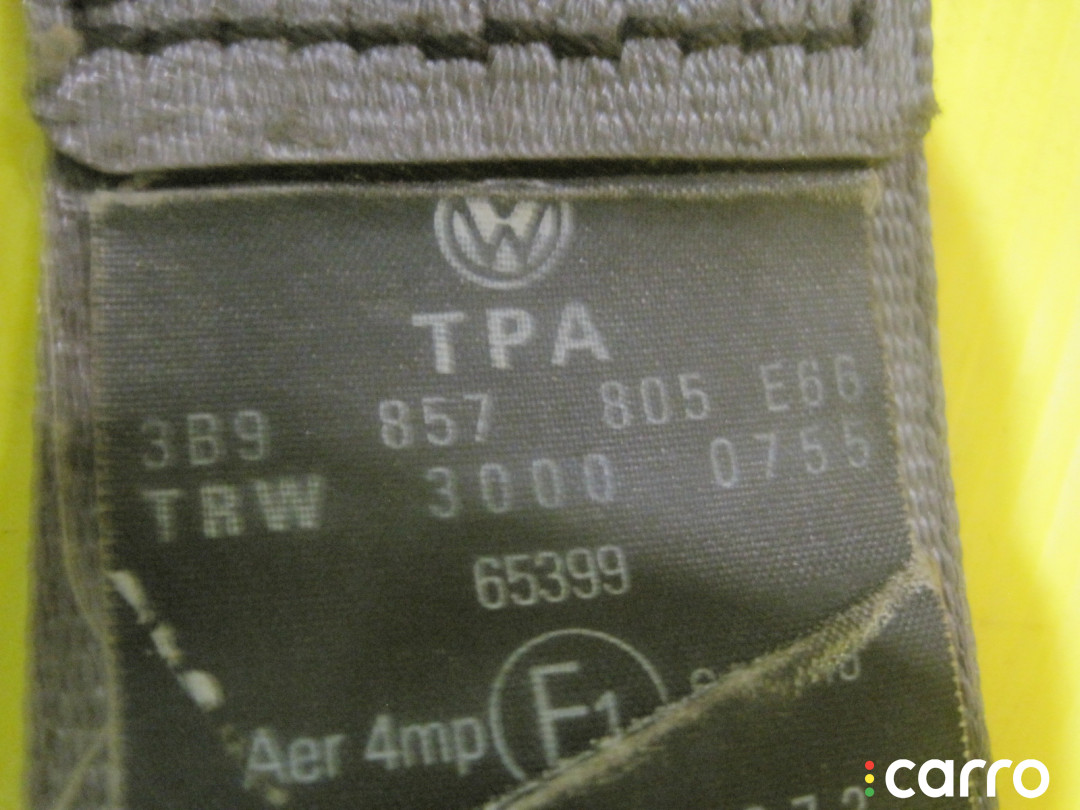 TPA
3B9 857 805 E66
TRW 3000 0755
65399
Aer 4mp E1
carro